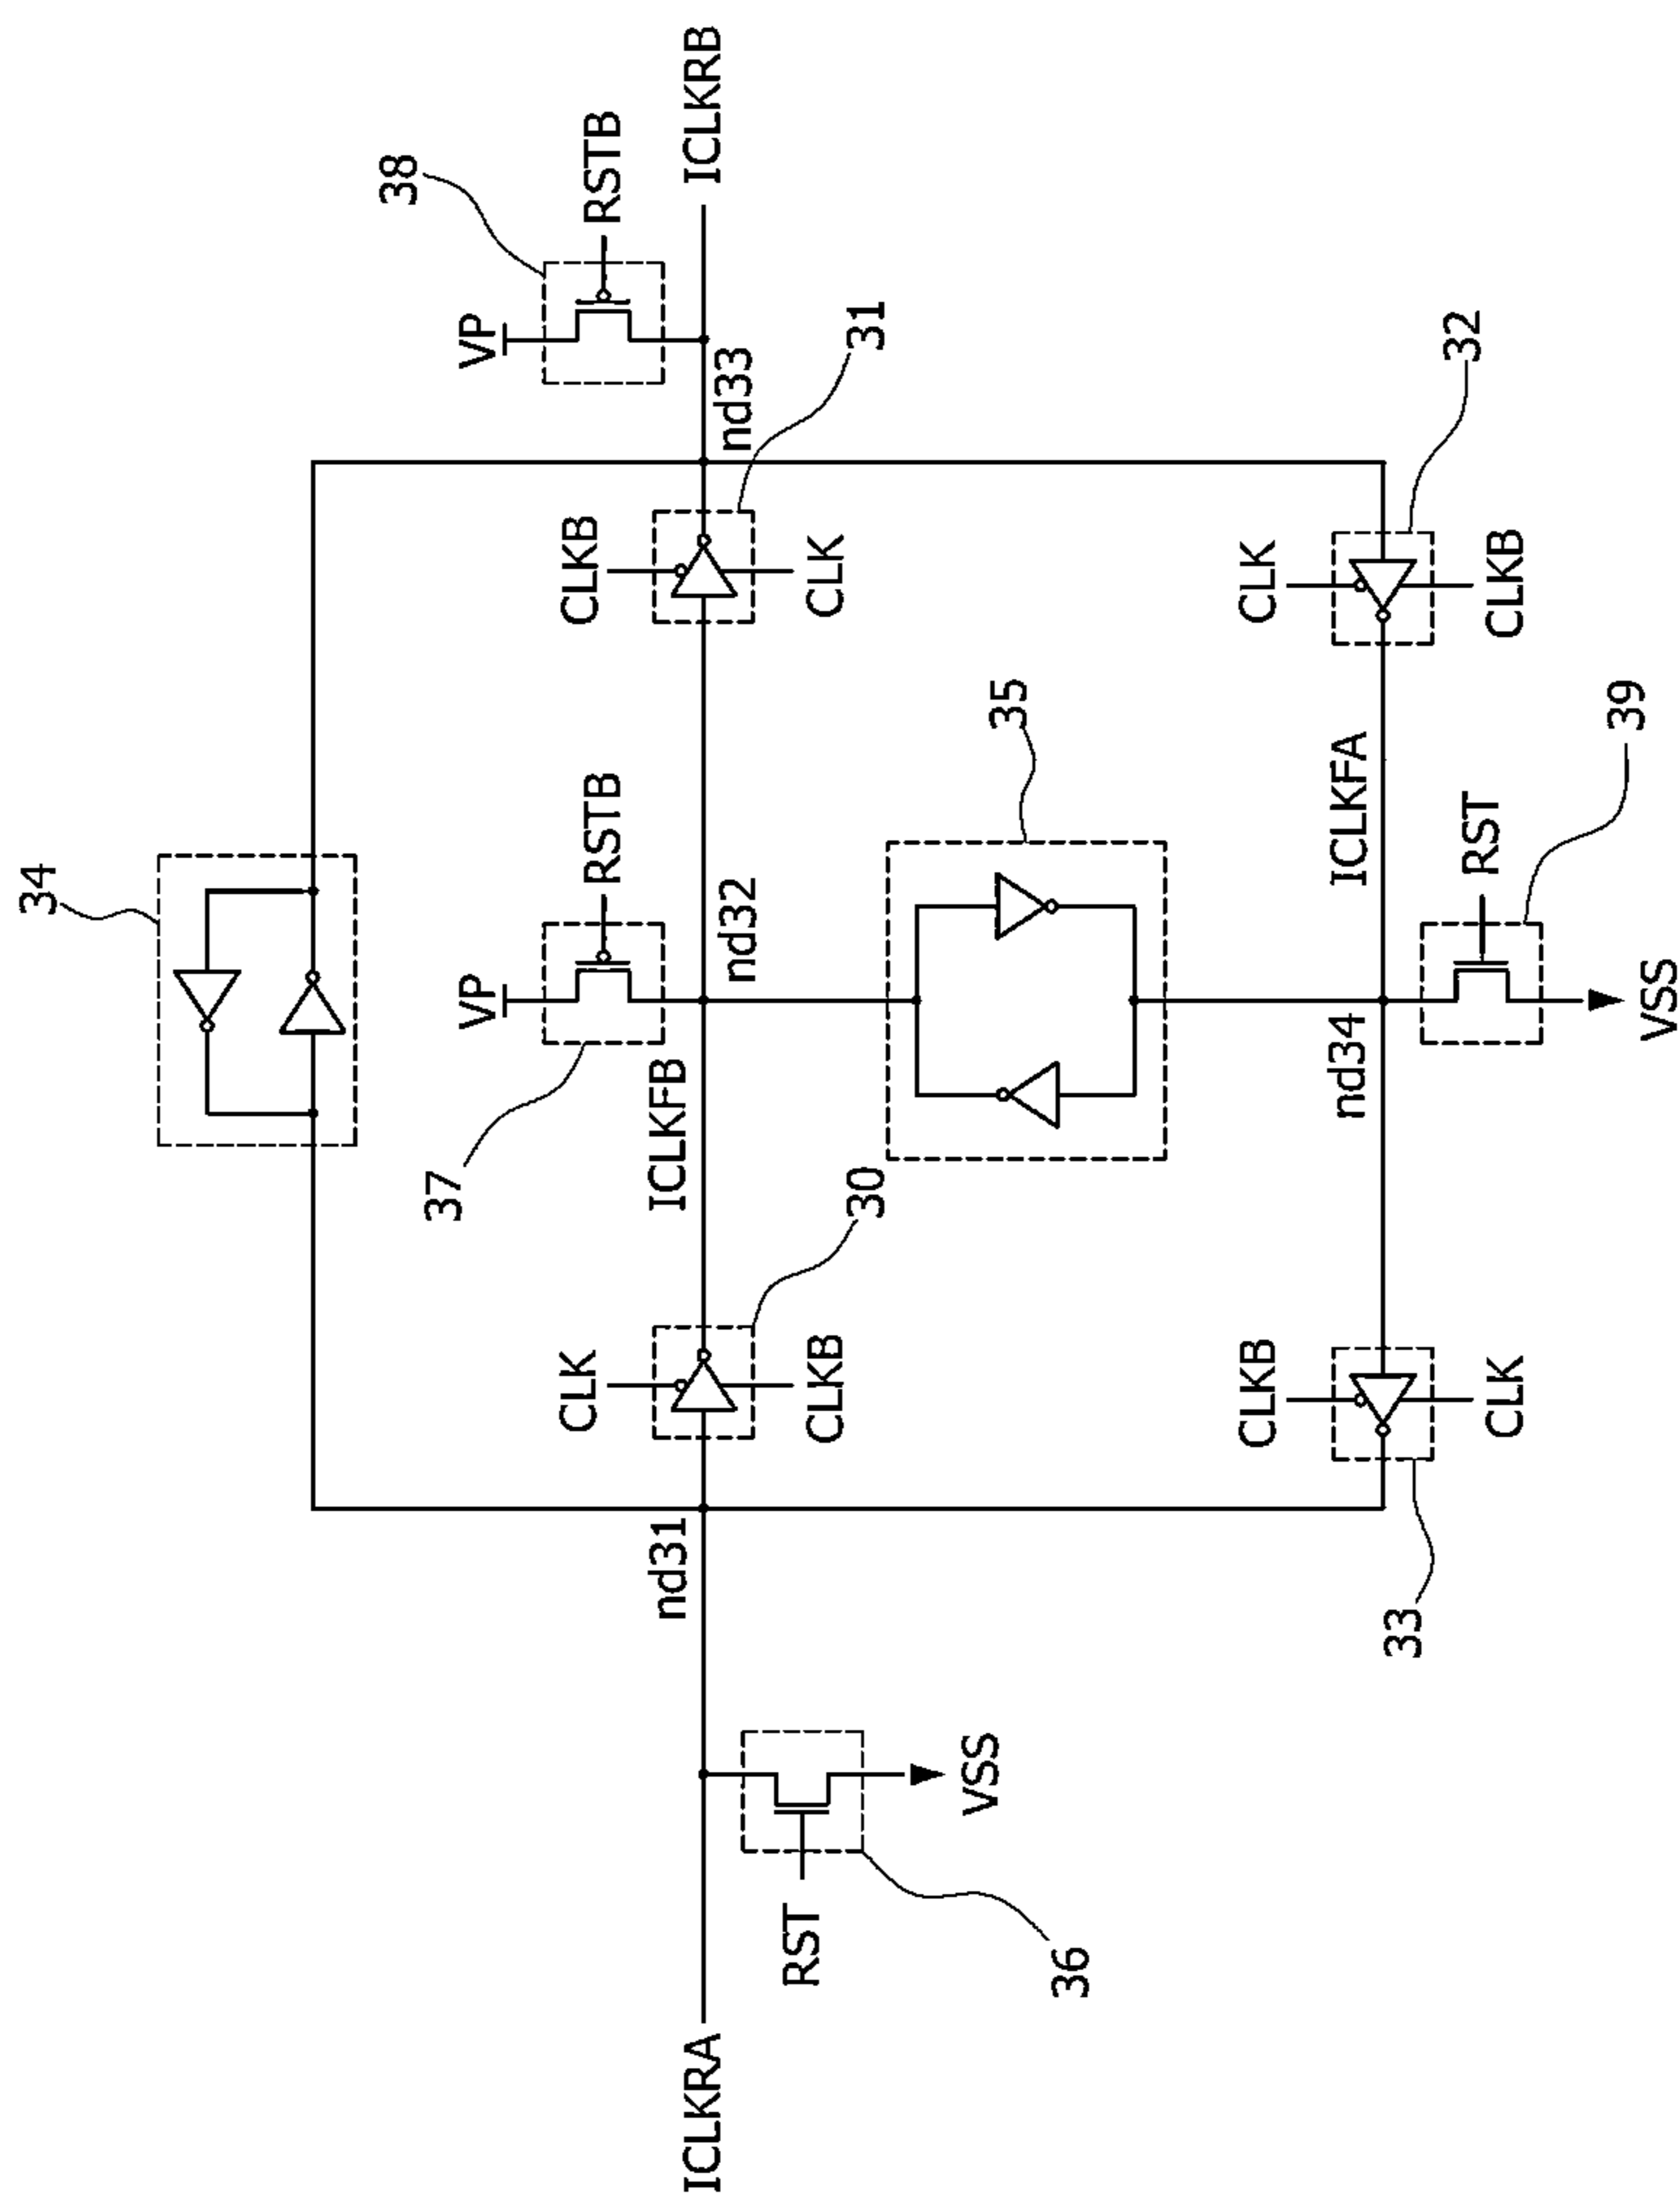 34
38
VP
RSTB
VP
RSTB
37
CLK
CLKB
ICLKFB
nd31
nd32
nd33
ICLKRA
ICLKRB
RST
CLKB
CLK
31
30
VSS
36
35
CLKB
CLK
nd34
ICLKFA
32
33
CLK
RST
CLKB
39
VSS